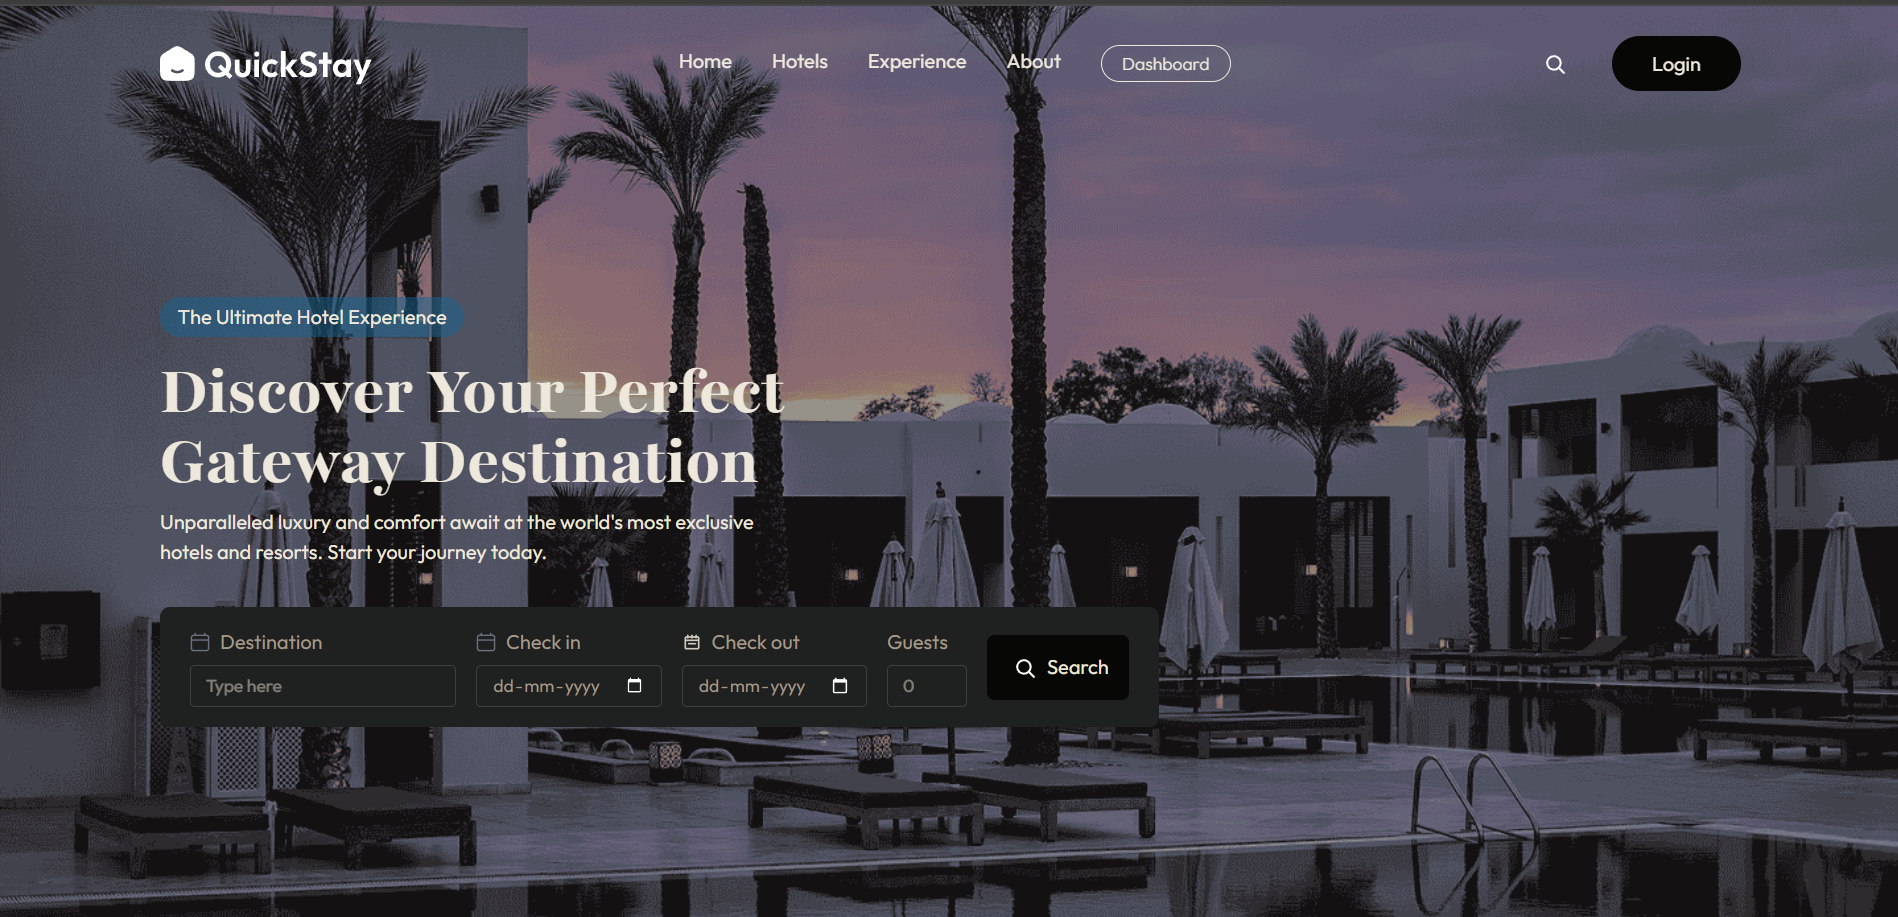 QuickStay
Home Hotels Experience About Dashboard
Login
The Ultimate Hotel Experience
Discover Your Perfect
Gateway Destination
Unparalleled luxury and comfort await at the world's most exclusive
hotels and resorts. Start your journey today.
Destination
Type here
Check in
dd-mm-yyyy
Check out
dd-mm-yyyy
Guests
0
Search